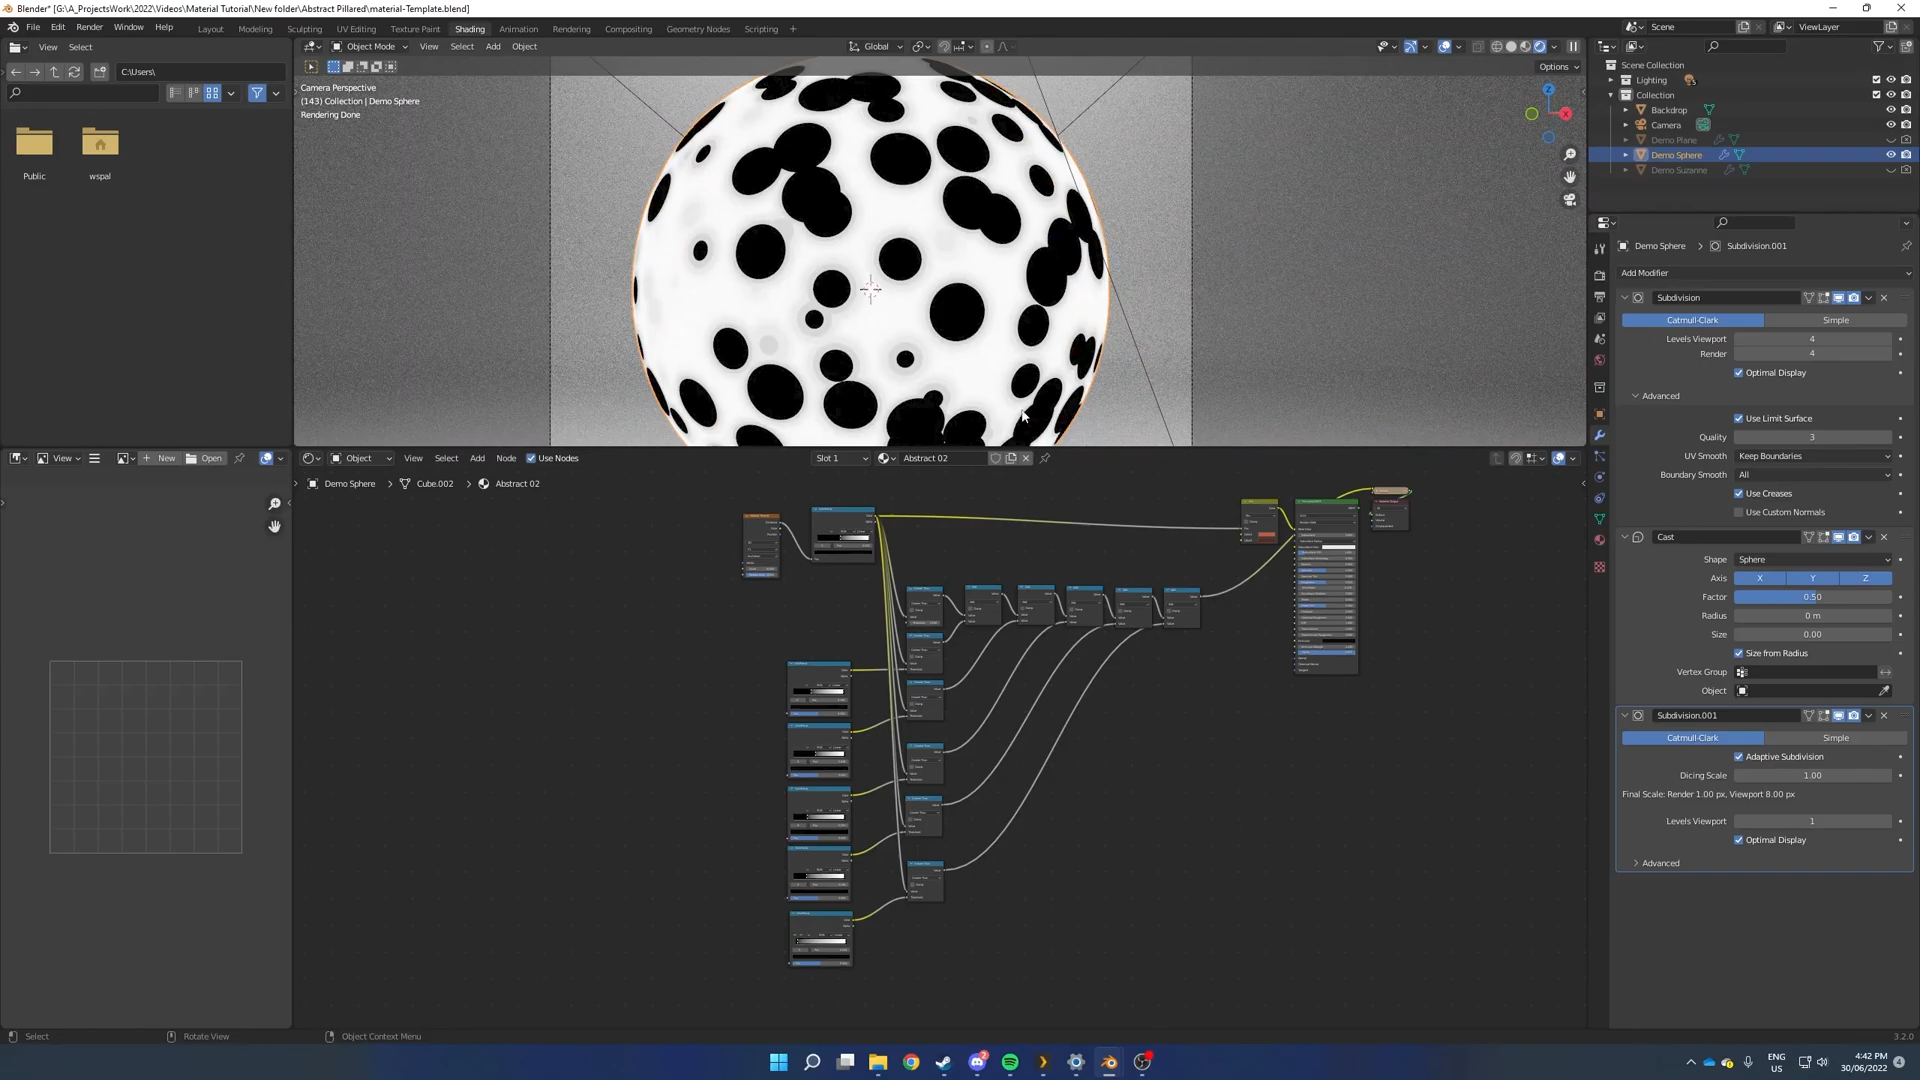 Blender* [G:\A_ProjectsWork\2022\Videos\Material Tutorial\New folder\Abstract Pillared\material-Template.blend]
File Edit Render Window Help
Layout Modeling Sculpting UV Editing Texture Paint Shading Animation Rendering Compositing Geometry Nodes Scripting +
Scene
ViewLayer
View Select
C:\Users\
Public
wspal
Object Mode View Select Add Object
Global
Options
Camera Perspective
(143) Collection | Demo Sphere
Rendering Done
Z
X
Scene Collection
Lighting
Collection
Backdrop
Camera
Demo Plane
Demo Sphere
Demo Suzanne
Demo Sphere > Subdivision.001
Add Modifier
Subdivision
Catmull-Clark Simple
Levels Viewport 4
Render 4
Optimal Display
Advanced
Use Limit Surface
Quality 3
UV Smooth Keep Boundaries
Boundary Smooth All
Use Creases
Use Custom Normals
Cast
Shape Sphere
Axis X Y Z
Factor 0.50
Radius 0 m
Size 0.00
Size from Radius
Vertex Group
Object
Subdivision.001
Catmull-Clark Simple
Adaptive Subdivision
Dicing Scale 1.00
Final Scale: Render 1.00 px, Viewport 8.00 px
Levels Viewport 1
Optimal Display
Advanced
View
+ New Open
Object View Select Add Node Use Nodes
Slot 1
Abstract 02
Demo Sphere > Cube.002 > Abstract 02
Select
Rotate View
Object Context Menu
3.2.0
2
ENG
US
4:42 PM
30/06/2022
4